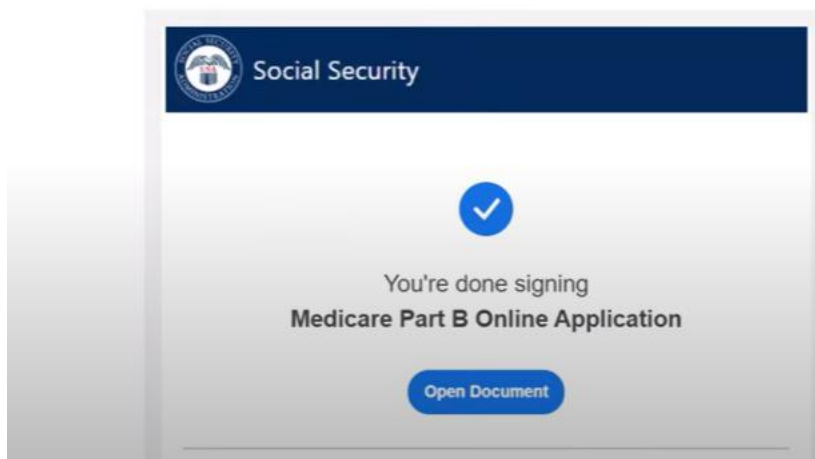 Social Security
You're done signing
Medicare Part B Online Application
Open Document